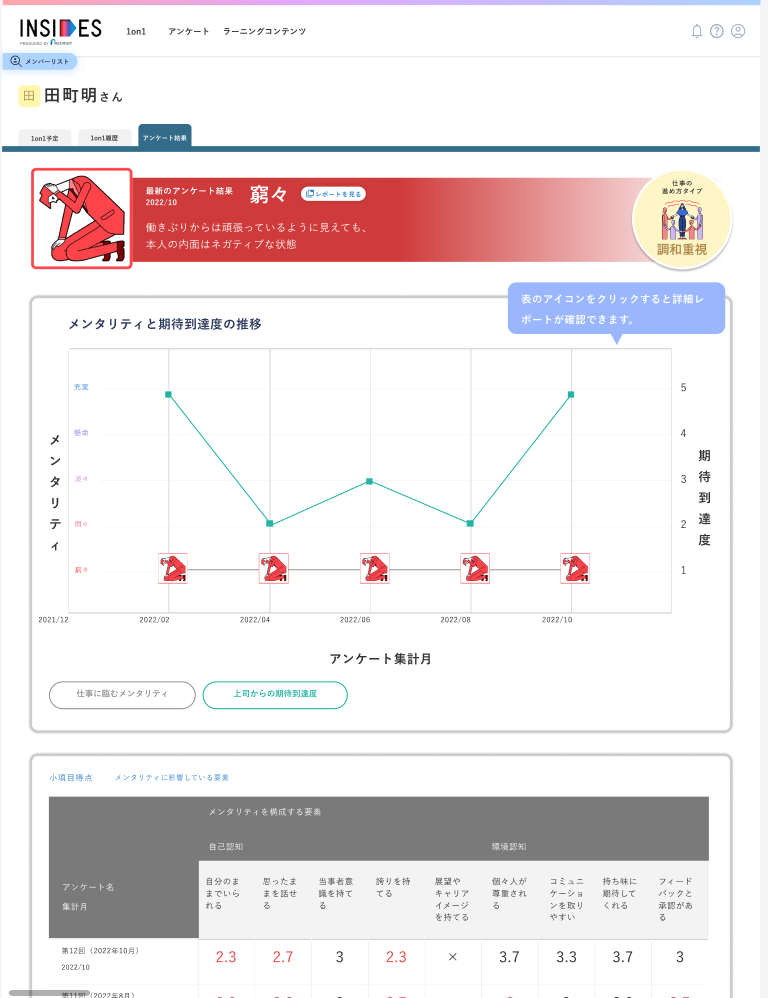 INSIDES
PRODUCED BY RECRUIT
1on1 アンケート ラーニングコンテンツ
メンバーリスト
田 田町明さん
1on1予定 1on1履歴 アンケート結果
最新のアンケート結果
2022/10
窮々
レポートを見る
働きぶりからは頑張っているように見えても、
本人の内面はネガティブな状態
仕事の
進め方タイプ
調和重視
表のアイコンをクリックすると詳細レ
ポートが確認できます。
メンタリティと期待到達度の推移
メンタリティ
充実
懸命
淡々
悶々
窮々
5
4
3
2
1
期待到達度
2021/12 2022/02 2022/04 2022/06 2022/08 2022/10
アンケート集計月
仕事に臨むメンタリティ 上司からの期待到達度
小項目得点 メンタリティに影響している要素
メンタリティを構成する要素
自己認知 環境認知
アンケート名
集計月
自分のま
までいら
れる
思ったま
まを話せ
る
当事者意
識を持て
る
誇りを持
てる
展望や
キャリア
イメージ
を持てる
個々人が
尊重され
る
コミュニ
ケーショ
ンを取り
やすい
持ち味に
期待して
くれる
フィード
バックと
承認があ
る
第12回（2022年10月）
2022/10
2.3 2.7 3 2.3 × 3.7 3.3 3.7 3
第11回（2022年8月）